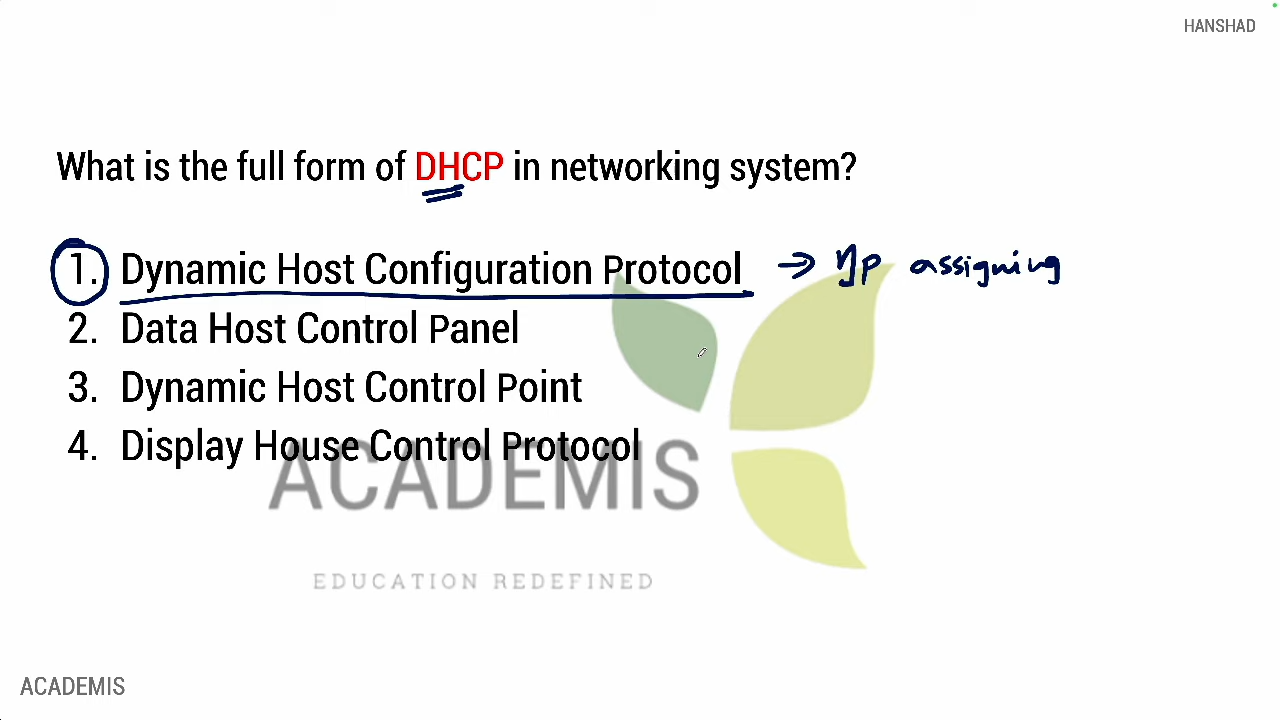 HANSHAD
What is the full form of DHCP in networking system?
1. Dynamic Host Configuration Protocol → Ip assigning
2. Data Host Control Panel
3. Dynamic Host Control Point
4. Display House Control Protocol
ACADEMIS
EDUCATION REDEFINED
ACADEMIS